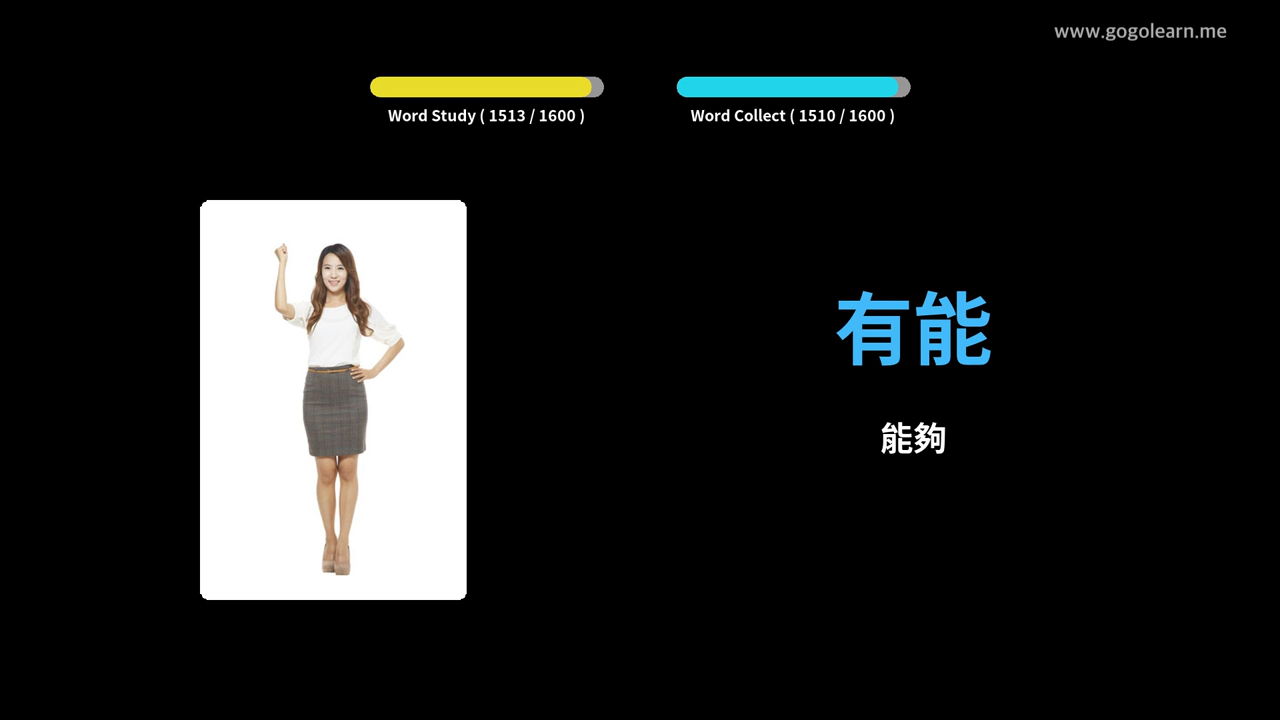 www.gogolearn.me
Word Study ( 1513 / 1600 )
Word Collect ( 1510 / 1600 )
有能
能夠